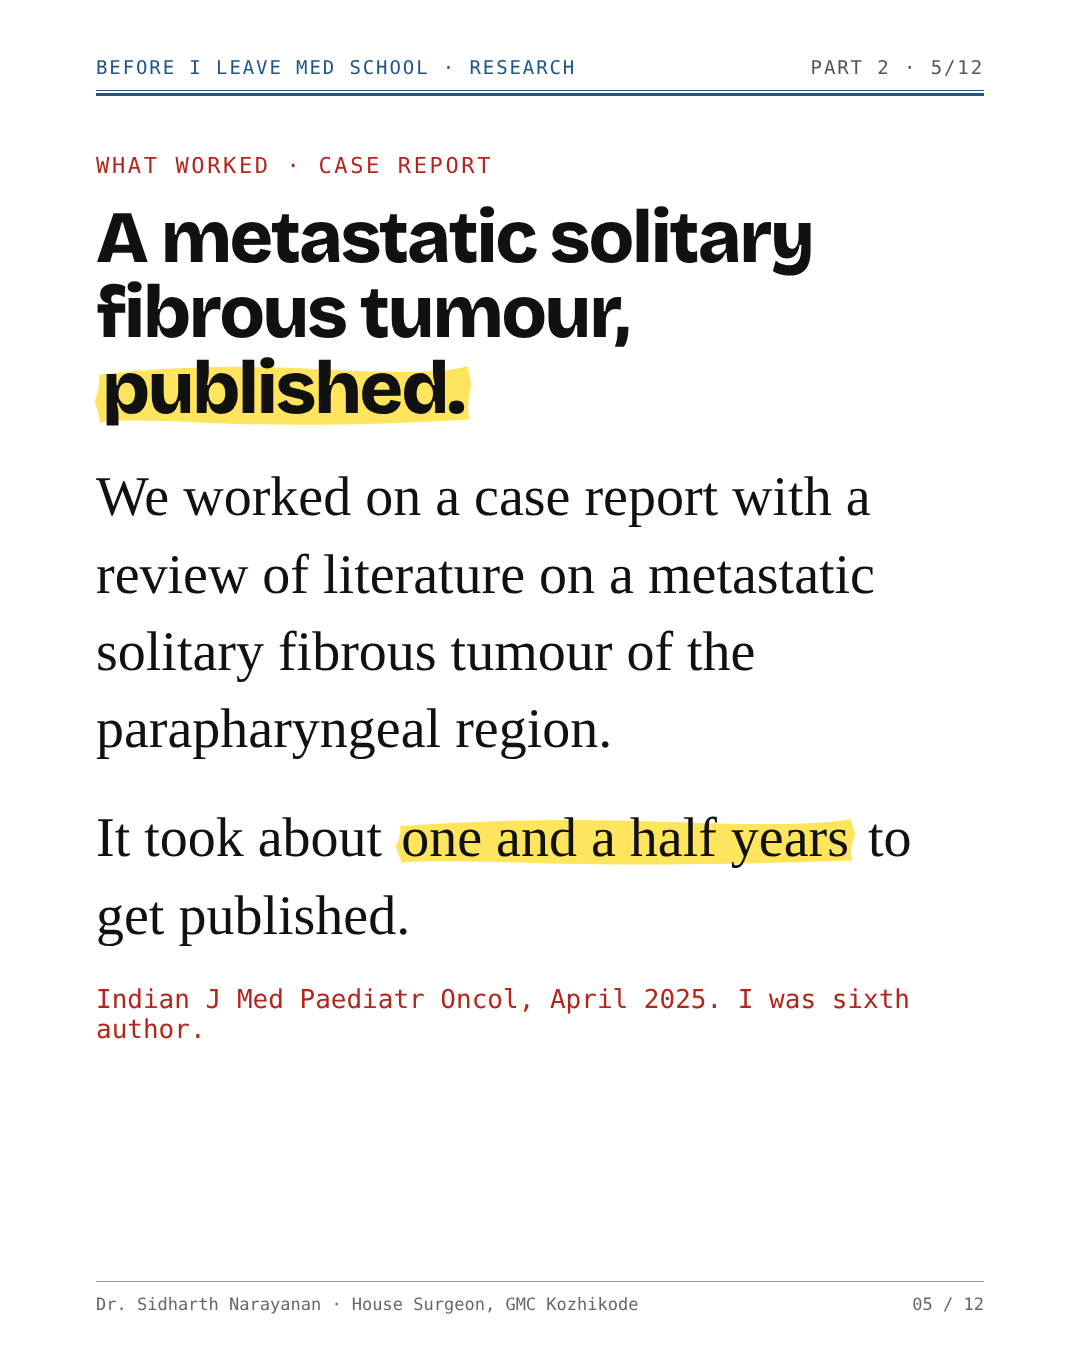 BEFORE I LEAVE MED SCHOOL · RESEARCH
PART 2 · 5/12
WHAT WORKED · CASE REPORT
A metastatic solitary
fibrous tumour,
published.
We worked on a case report with a
review of literature on a metastatic
solitary fibrous tumour of the
parapharyngeal region.
It took about one and a half years to
get published.
Indian J Med Paediatr Oncol, April 2025. I was sixth
author.
Dr. Sidharth Narayanan · House Surgeon, GMC Kozhikode
05 / 12